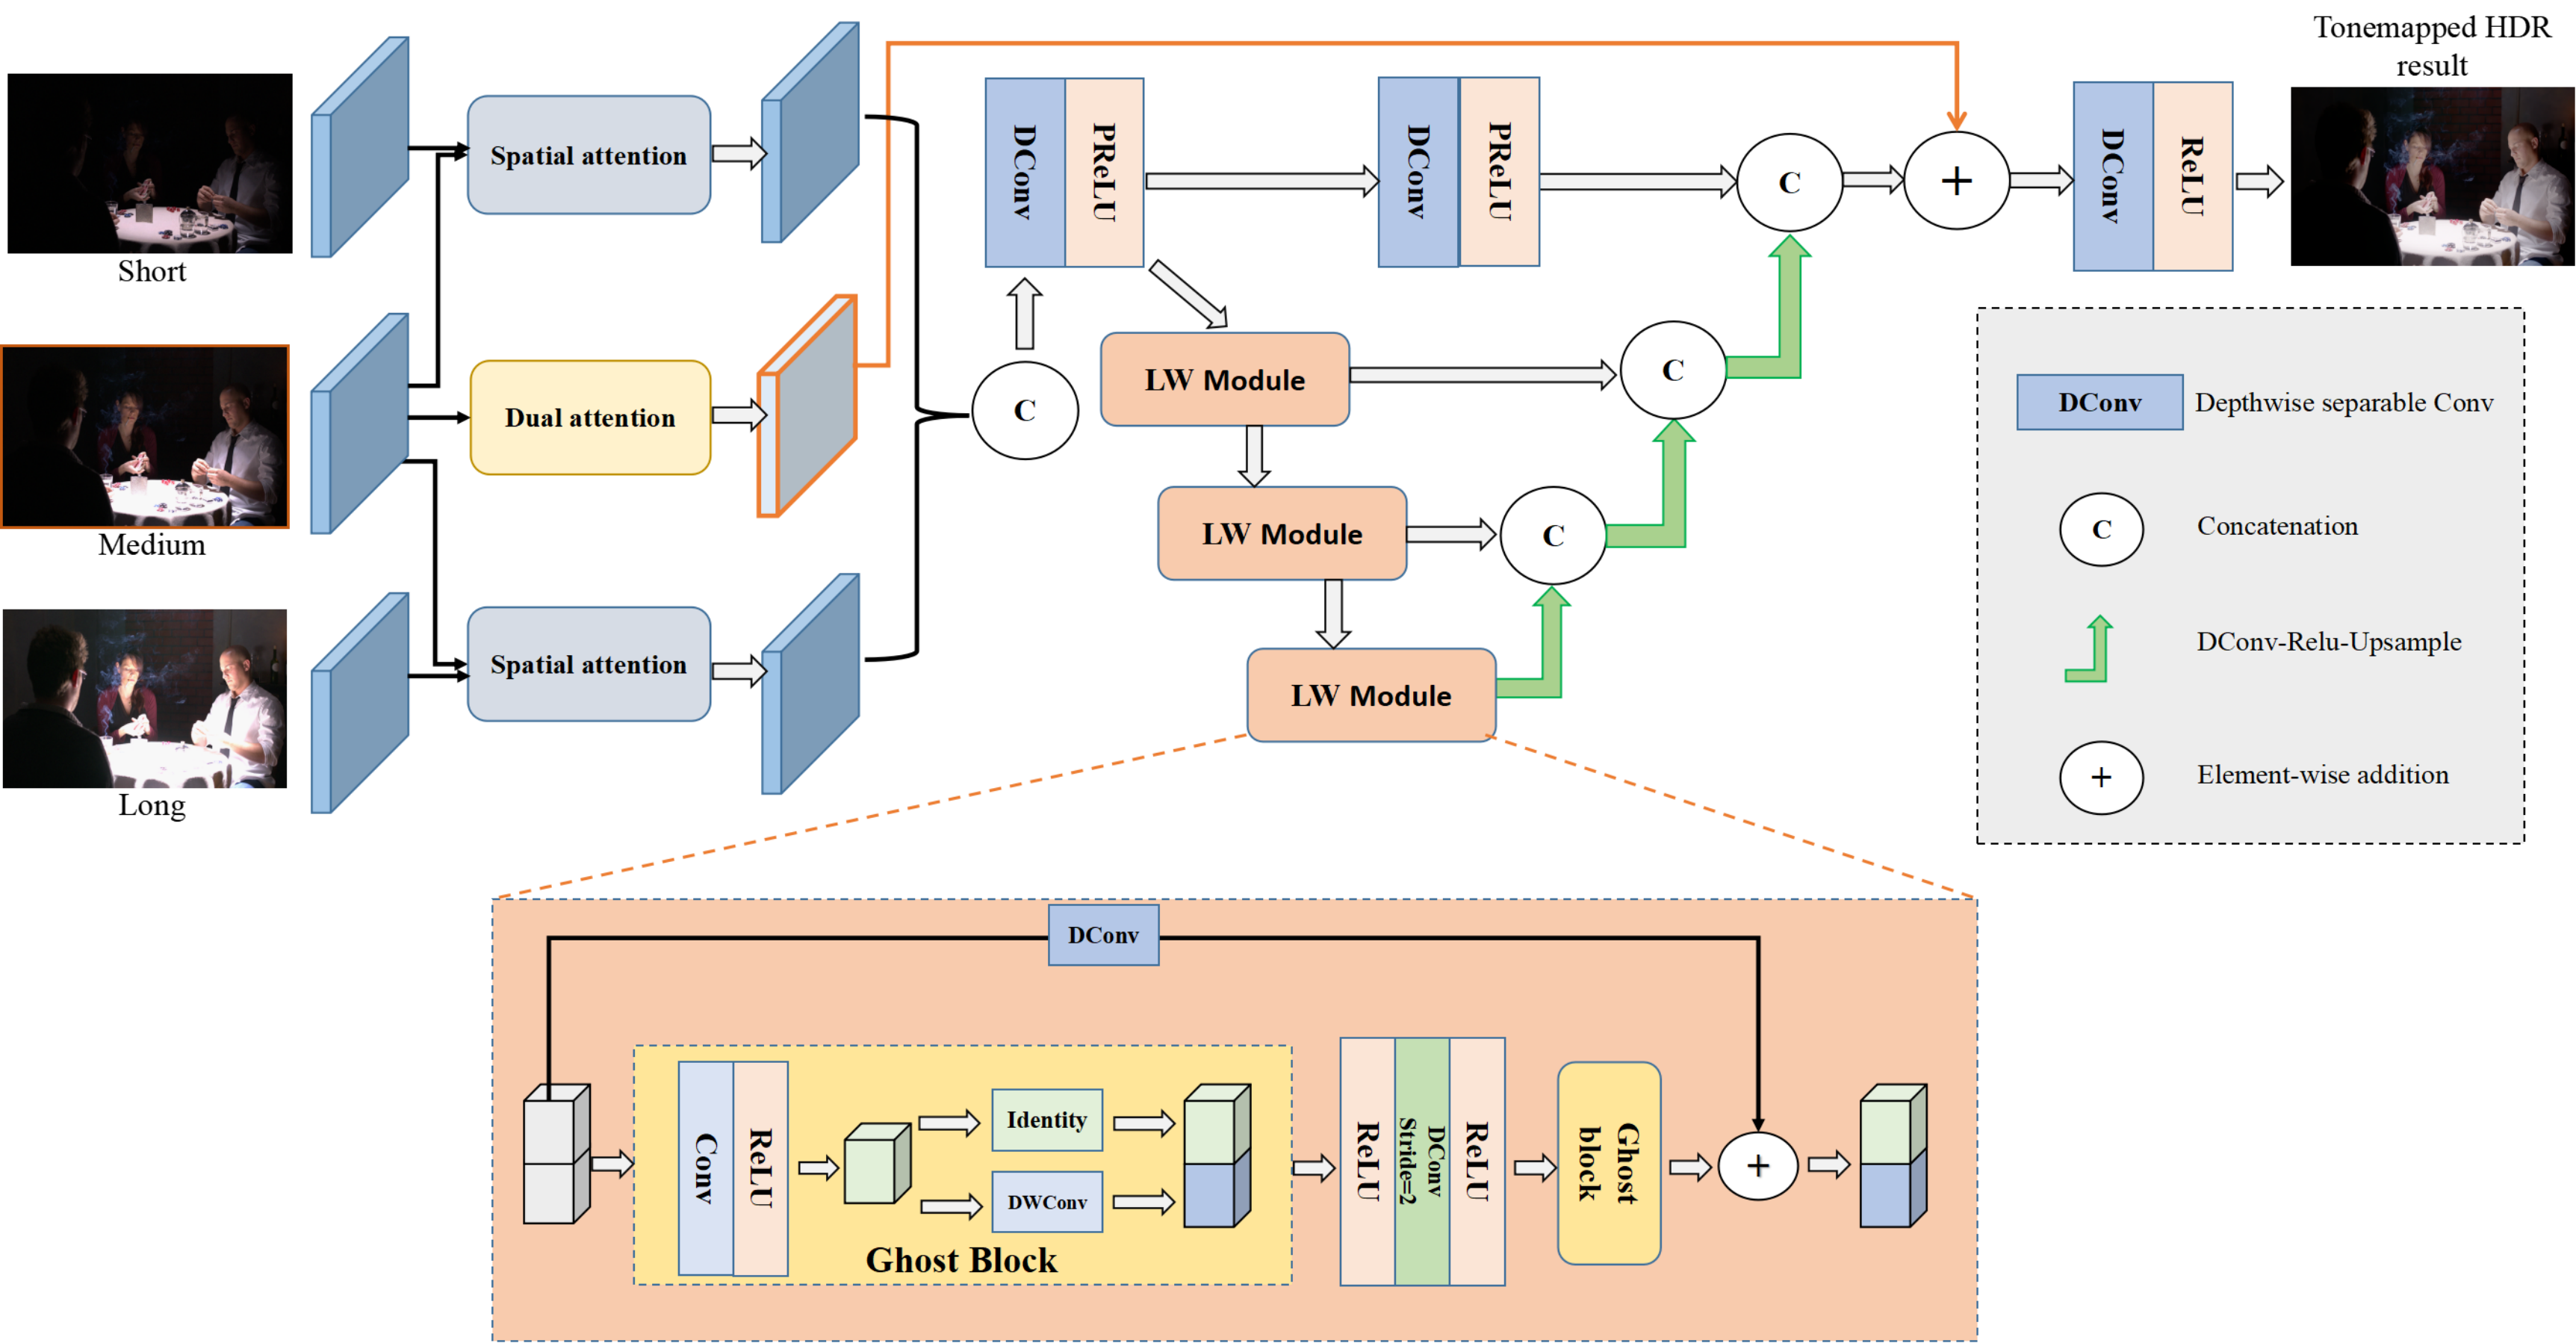 Tonemapped HDR
result
Short
Medium
Long
Spatial attention
Dual attention
Spatial attention
C
DConv
PReLU
DConv
PReLU
C
+
DConv
ReLU
LW Module
C
LW Module
C
LW Module
DConv
Depthwise separable Conv
C
Concatenation
DConv-Relu-Upsample
+
Element-wise addition
DConv
Conv
ReLU
Identity
DWConv
Ghost Block
ReLU
DConv
Stride=2
ReLU
Ghost
block
+